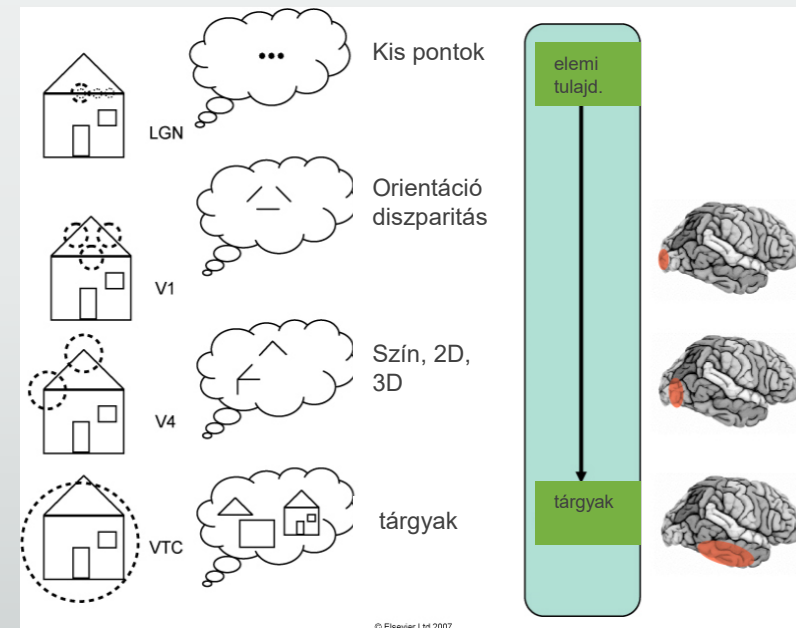 Kis pontok
elemi
tulajd.
LGN
Orientáció
diszparitás
V1
Szín, 2D,
3D
V4
tárgyak
tárgyak
VTC
© Elsevier Ltd 2007